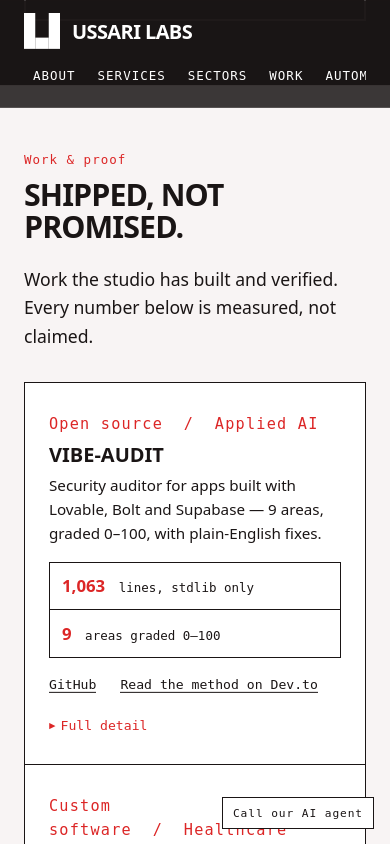 USSARI LABS
ABOUT SERVICES SECTORS WORK AUTOM
Work & proof
SHIPPED, NOT
PROMISED.
Work the studio has built and verified.
Every number below is measured, not
claimed.
Open source / Applied AI
VIBE-AUDIT
Security auditor for apps built with
Lovable, Bolt and Supabase — 9 areas,
graded 0–100, with plain-English fixes.
1,063 lines, stdlib only
9 areas graded 0–100
GitHub Read the method on Dev.to
▸ Full detail
Custom
software / Healthcare
Call our AI agent